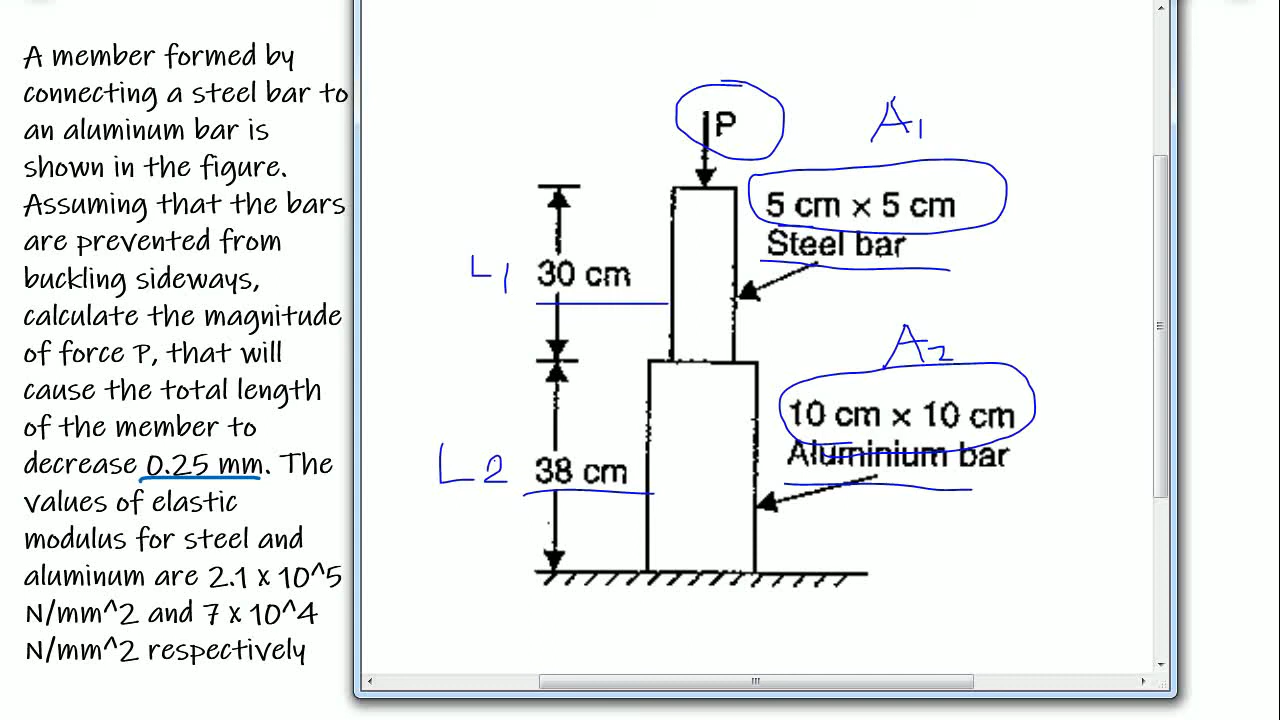 A member formed by
connecting a steel bar to
an aluminum bar is
shown in the figure.
Assuming that the bars
are prevented from
buckling sideways,
calculate the magnitude
of force P, that will
cause the total length
of the member to
decrease 0.25 mm. The
values of elastic
modulus for steel and
aluminum are 2.1 x 10^5
N/mm^2 and 7 x 10^4
N/mm^2 respectively
P
A1
5 cm × 5 cm
Steel bar
L1 30 cm
A2
10 cm × 10 cm
Aluminium bar
L2 38 cm